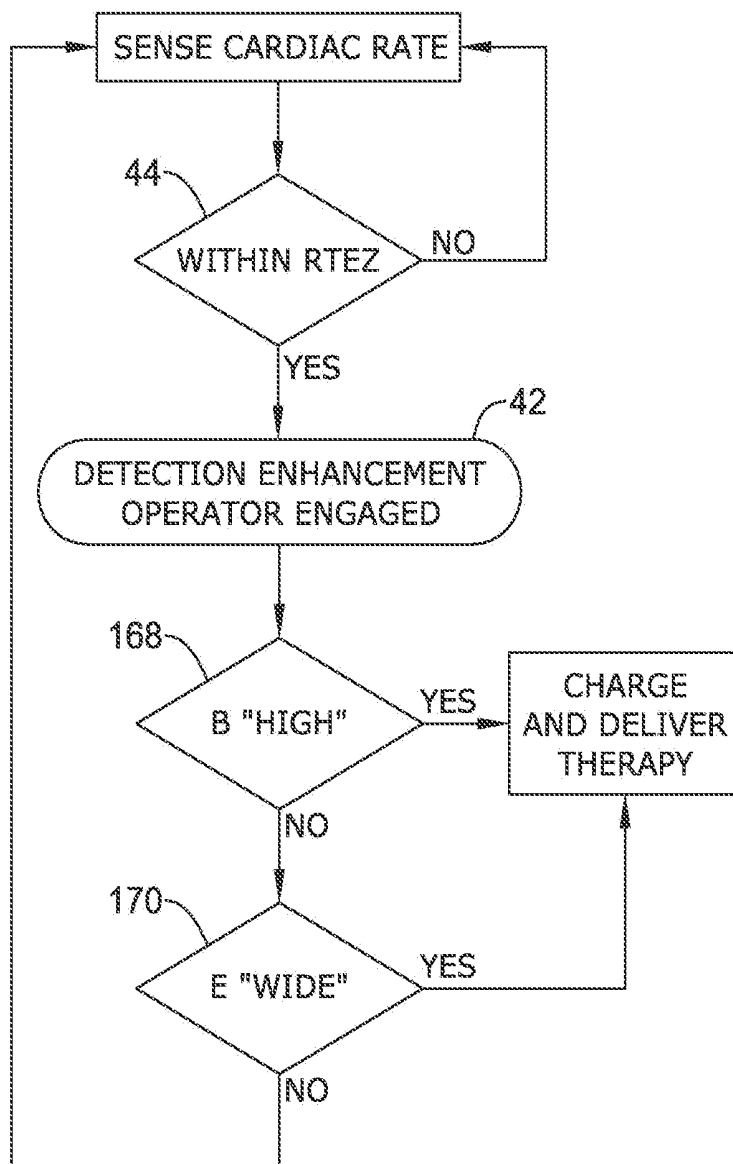 SENSE CARDIAC RATE
44
WITHIN RTEZ
NO
YES
42
DETECTION ENHANCEMENT
OPERATOR ENGAGED
168
B "HIGH"
YES
CHARGE
AND DELIVER
THERAPY
NO
170
E "WIDE"
YES
NO